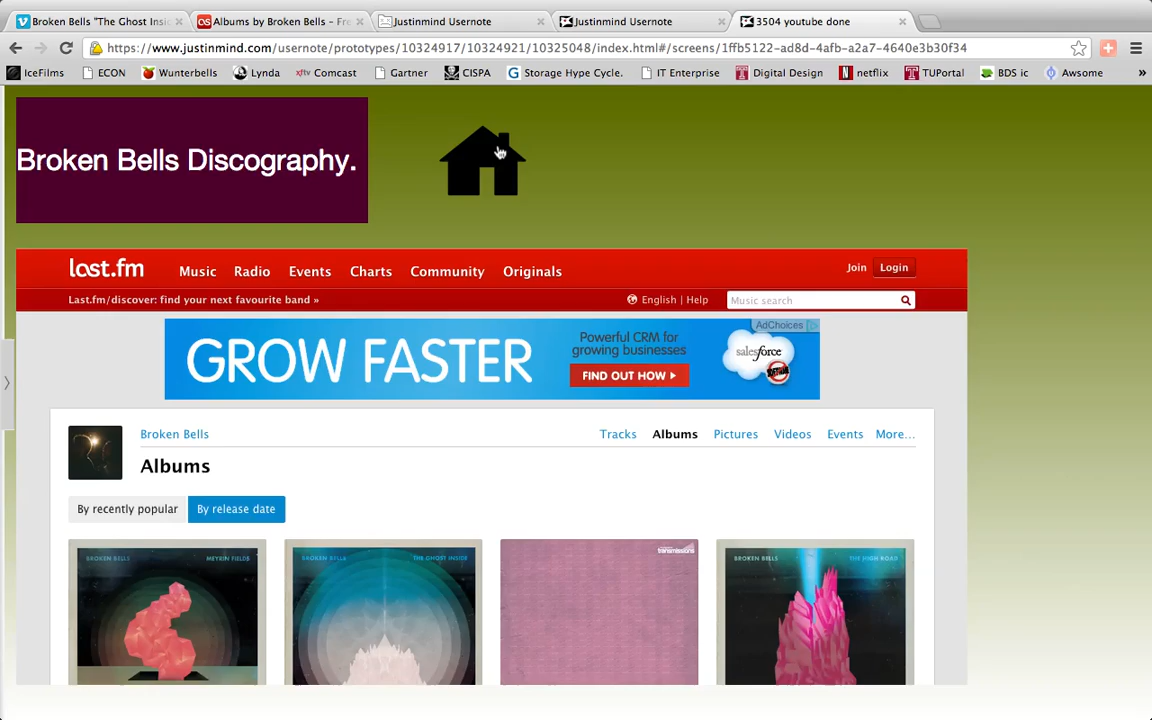 Broken Bells "The Ghost Insi
Albums by Broken Bells – Fre
Justinmind Usernote
Justinmind Usernote
3504 youtube done
https://www.justinmind.com/usernote/prototypes/10324917/10324921/10325048/index.html#/screens/1ffb5122-ad8d-4afb-a2a7-4640e3b30f34
IceFilms ECON Wunterbells Lynda xfttv Comcast Gartner CISPA Storage Hype Cycle. IT Enterprise Digital Design netflix TUPortal BDS ic Awsome »
Broken Bells Discography.
last.fm Music Radio Events Charts Community Originals Join Login
Last.fm/discover: find your next favourite band » English | Help Music search
AdChoices
GROW FASTER
Powerful CRM for
growing businesses
FIND OUT HOW
salesforce
SOFTWARE
Broken Bells Tracks Albums Pictures Videos Events More...
Albums
By recently popular By release date
BROKEN BELLS MEYRIN FIELDS
BROKEN BELLS THE GHOST INSIDE
transmissions
BROKEN BELLS THE HIGH ROAD